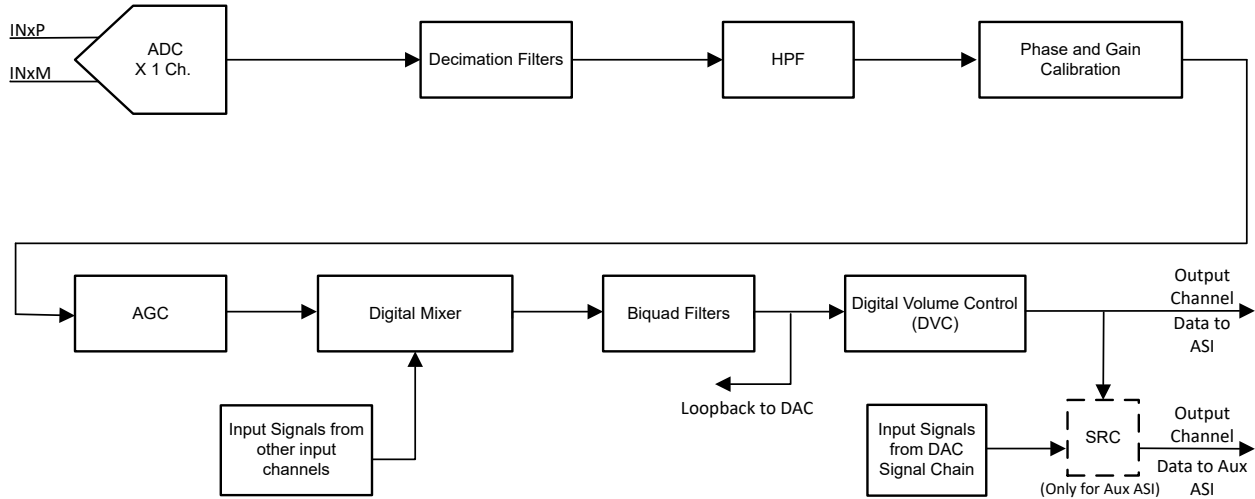 INxP
INxM
ADC
X 1 Ch.
Decimation Filters
HPF
Phase and Gain
Calibration
AGC
Digital Mixer
Biquad Filters
Digital Volume Control
(DVC)
Output
Channel
Data to
ASI
Loopback to DAC
Input Signals from
other input
channels
Input Signals
from DAC
Signal Chain
SRC
(Only for Aux ASI)
Output
Channel
Data to Aux
ASI